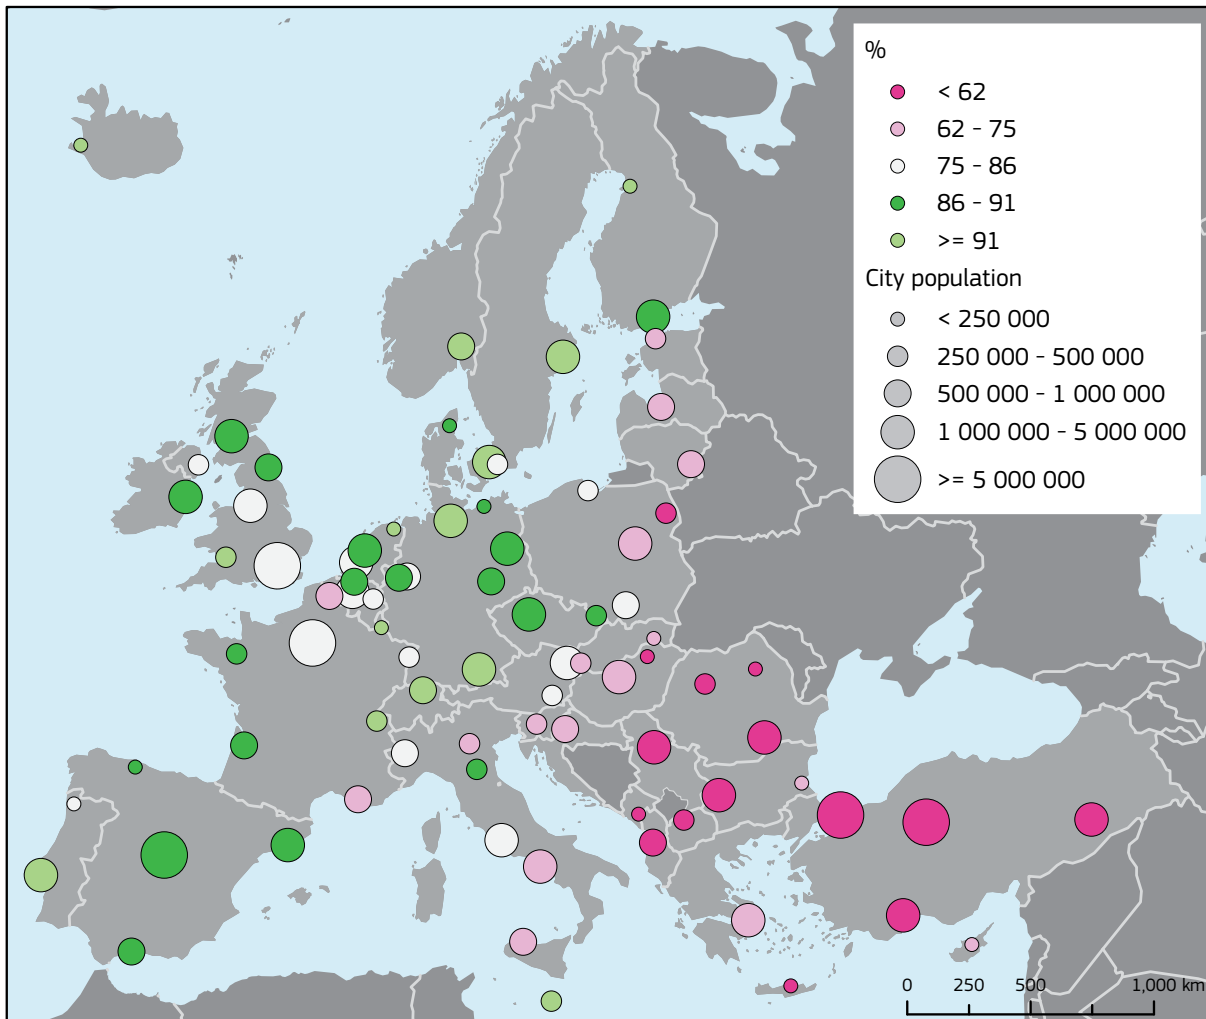 %
< 62
62 - 75
75 - 86
86 - 91
>= 91
City population
< 250 000
250 000 - 500 000
500 000 - 1 000 000
1 000 000 - 5 000 000
>= 5 000 000
0 250 500 1,000 km